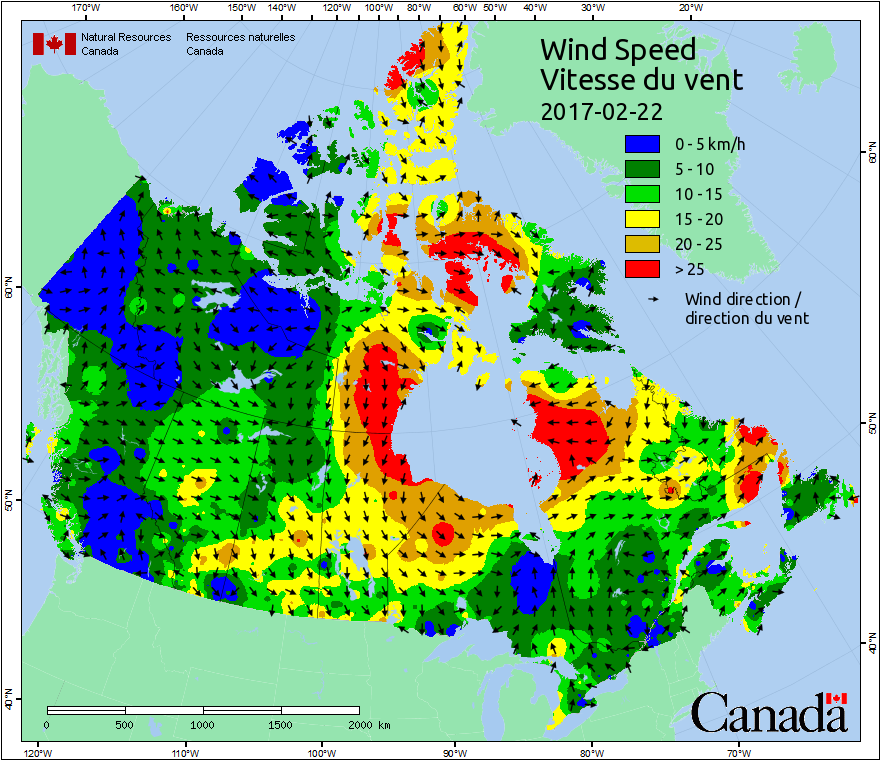 170°W 160°W 150°W 140°W 130°W 120°W 110°W 100°W 80°W 60°W 50°W 40°W 30°W 20°W
Natural Resources Ressources naturelles
Canada Canada
Wind Speed
Vitesse du vent
2017-02-22
0 - 5 km/h
5 - 10
10 - 15
15 - 20
20 - 25
> 25
Wind direction /
direction du vent
60°N
60°N
50°N
50°N
40°N
40°N
0 500 1000 1500 2000 km
Canada
120°W 110°W 100°W 90°W 80°W 70°W